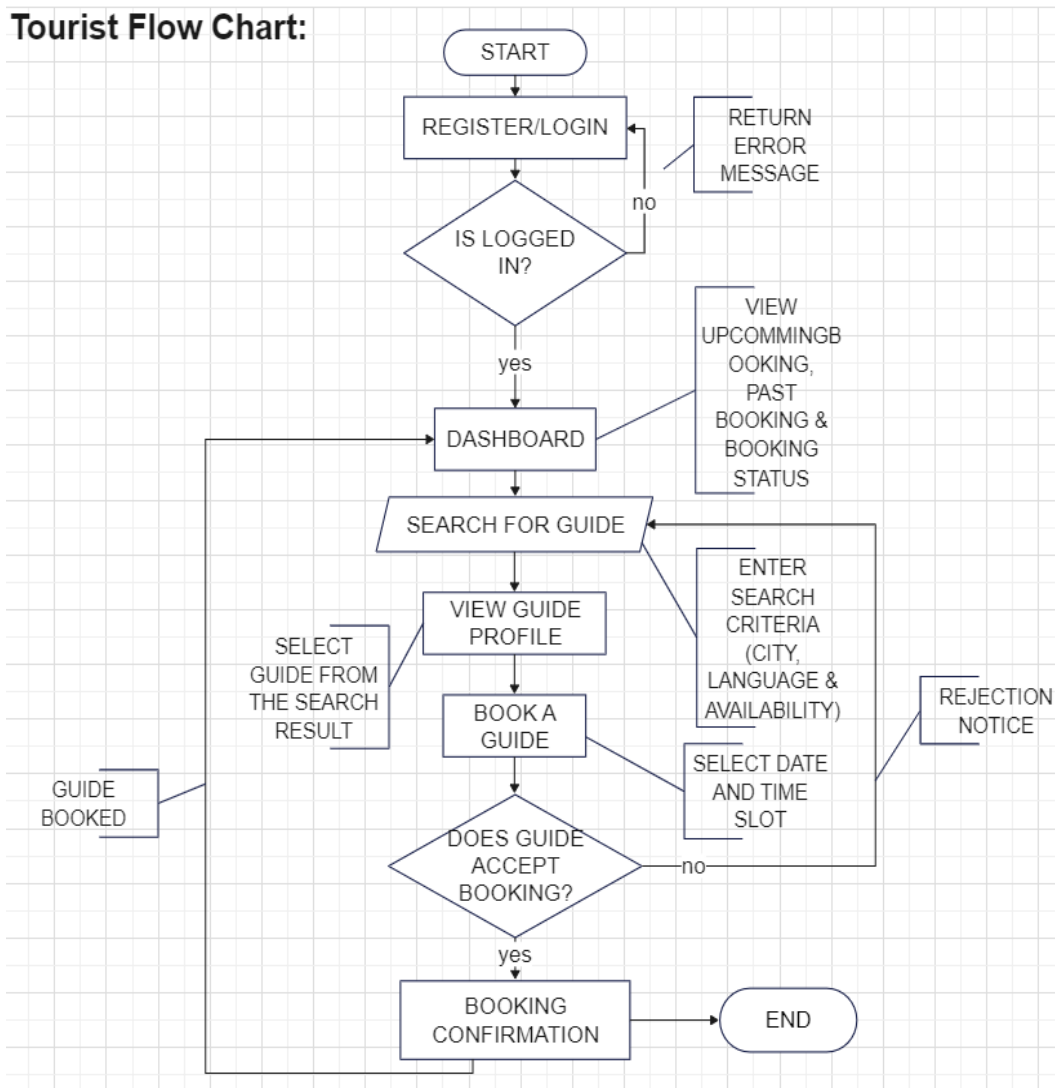 Tourist Flow Chart:
START
REGISTER/LOGIN
RETURN
ERROR
MESSAGE
no
IS LOGGED
IN?
yes
VIEW
UPCOMMINGB
OOKING,
PAST
BOOKING &
BOOKING
STATUS
DASHBOARD
SEARCH FOR GUIDE
ENTER
SEARCH
CRITERIA
(CITY,
LANGUAGE &
AVAILABILITY)
VIEW GUIDE
PROFILE
SELECT
GUIDE FROM
THE SEARCH
RESULT
BOOK A
GUIDE
SELECT DATE
AND TIME
SLOT
REJECTION
NOTICE
GUIDE
BOOKED
DOES GUIDE
ACCEPT
BOOKING?
no
yes
BOOKING
CONFIRMATION
END